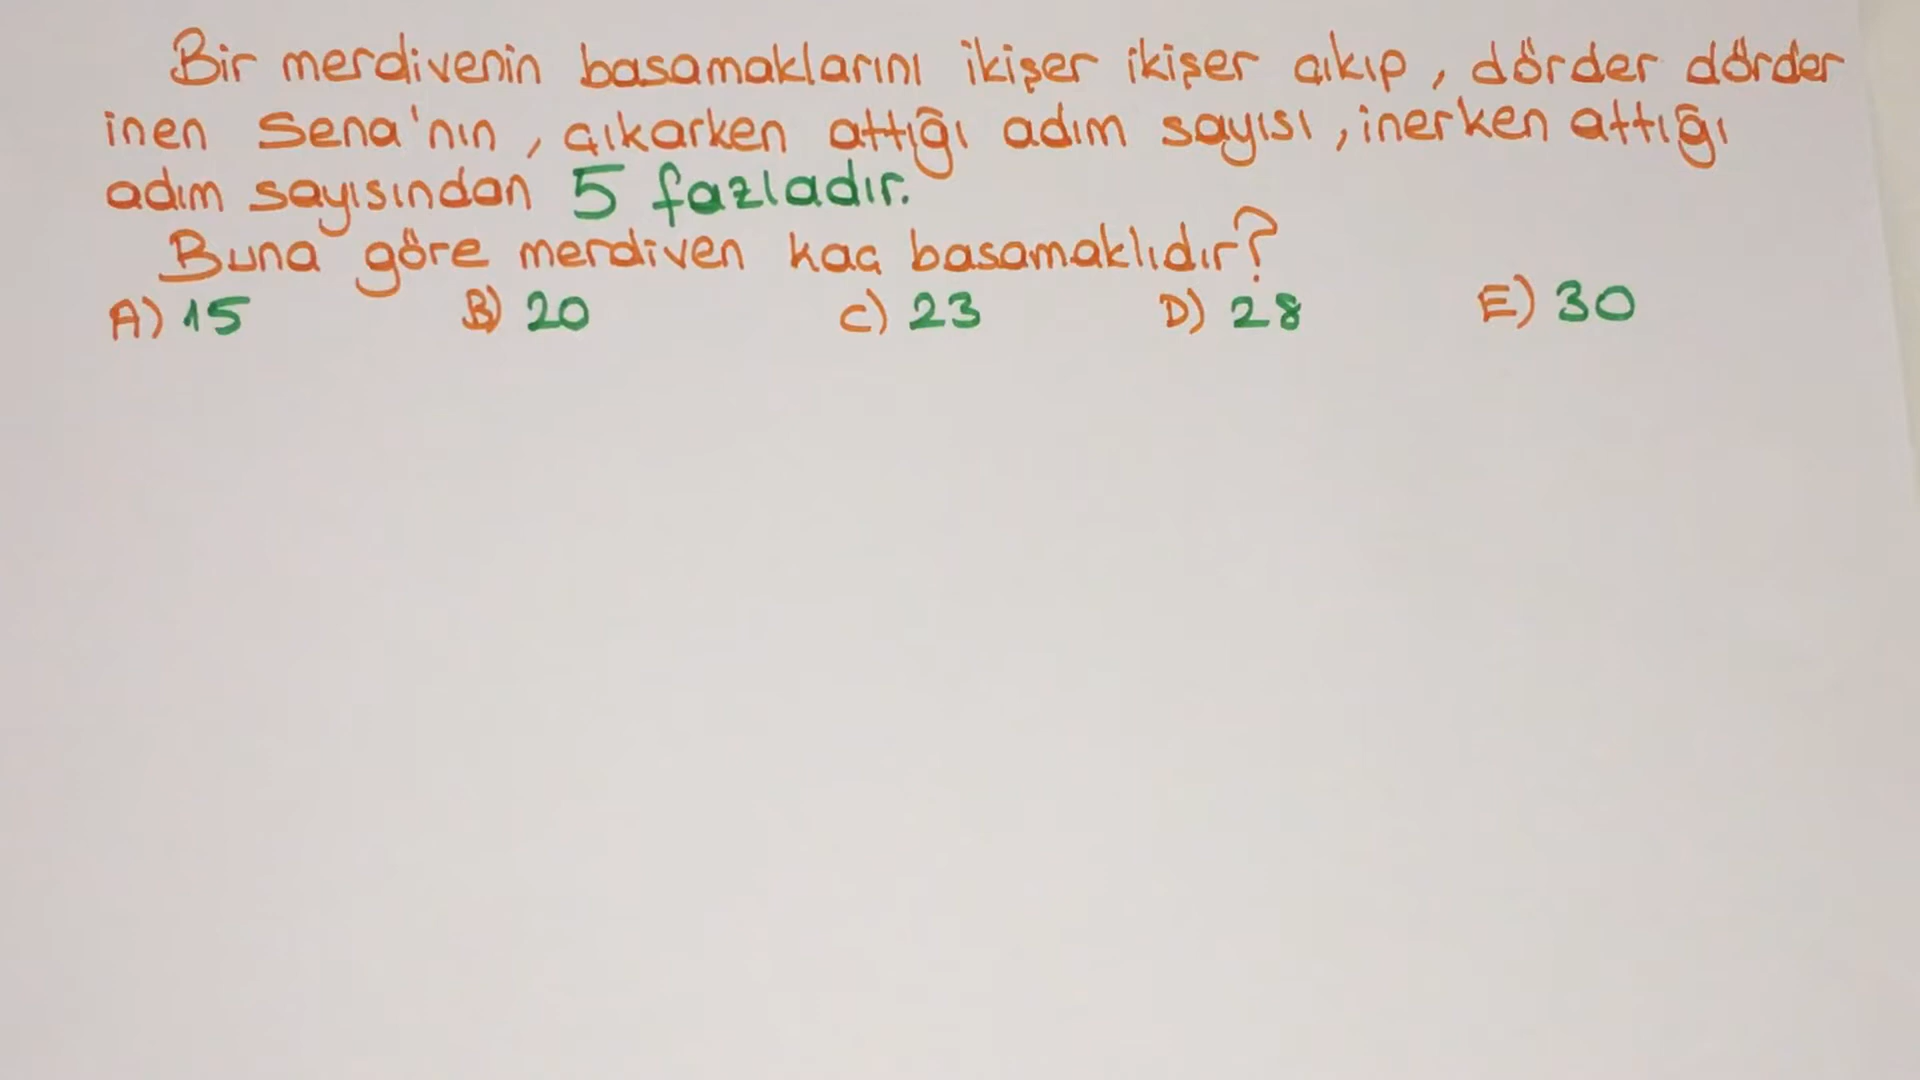 Bir merdivenin basamaklarını ikişer ikişer çıkıp, dörder dörder
inen Sena'nın, çıkarken attığı adım sayısı, inerken attığı
adım sayısından 5 fazladır.
Buna göre merdiven kaç basamaklıdır?
A) 15 B) 20 C) 23 D) 28 E) 30